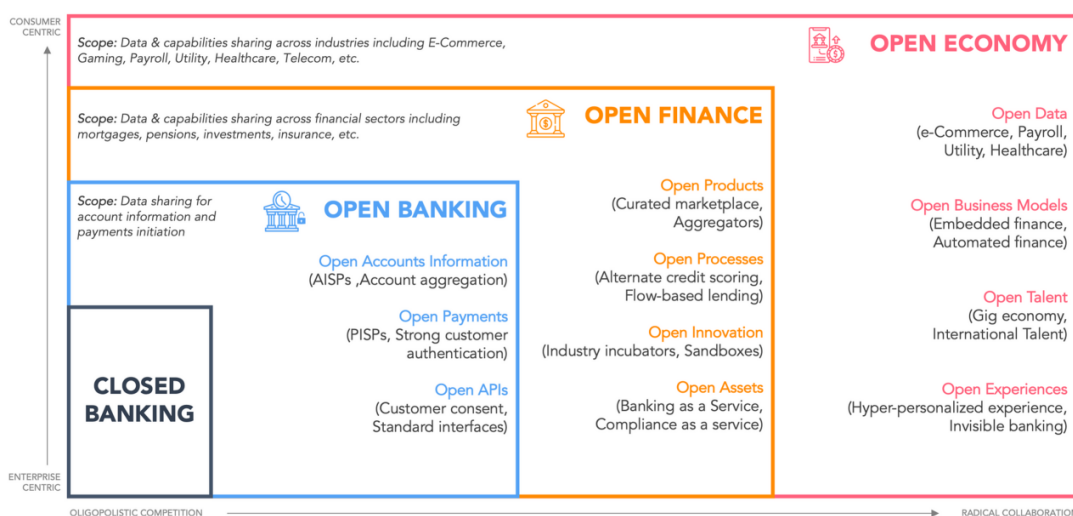 CONSUMER
CENTRIC
Scope: Data & capabilities sharing across industries including E-Commerce,
Gaming, Payroll, Utility, Healthcare, Telecom, etc.
OPEN ECONOMY
Scope: Data & capabilities sharing across financial sectors including
mortgages, pensions, investments, insurance, etc.
OPEN FINANCE
Scope: Data sharing for
account information and
payments initiation
OPEN BANKING
Open Accounts Information
(AISPs ,Account aggregation)
Open Payments
(PISPs, Strong customer
authentication)
Open APIs
(Customer consent,
Standard interfaces)
CLOSED
BANKING
Open Products
(Curated marketplace,
Aggregators)
Open Processes
(Alternate credit scoring,
Flow-based lending)
Open Innovation
(Industry incubators, Sandboxes)
Open Assets
(Banking as a Service,
Compliance as a service)
Open Data
(e-Commerce, Payroll,
Utility, Healthcare)
Open Business Models
(Embedded finance,
Automated finance)
Open Talent
(Gig economy,
International Talent)
Open Experiences
(Hyper-personalized experience,
Invisible banking)
ENTERPRISE
CENTRIC
OLIGOPOLISTIC COMPETITION
RADICAL COLLABORATION